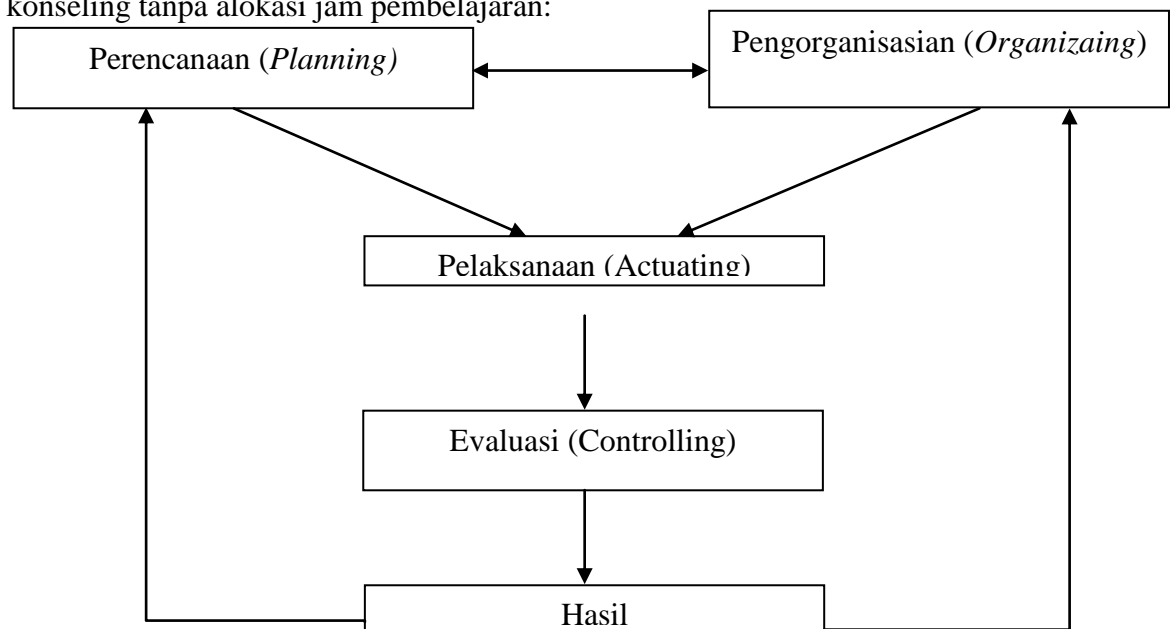 konseling tanpa alokasi jam pembelajaran:
Perencanaan (Planning)
Pengorganisasian (Organizaing)
Pelaksanaan (Actuating)
Evaluasi (Controlling)
Hasil